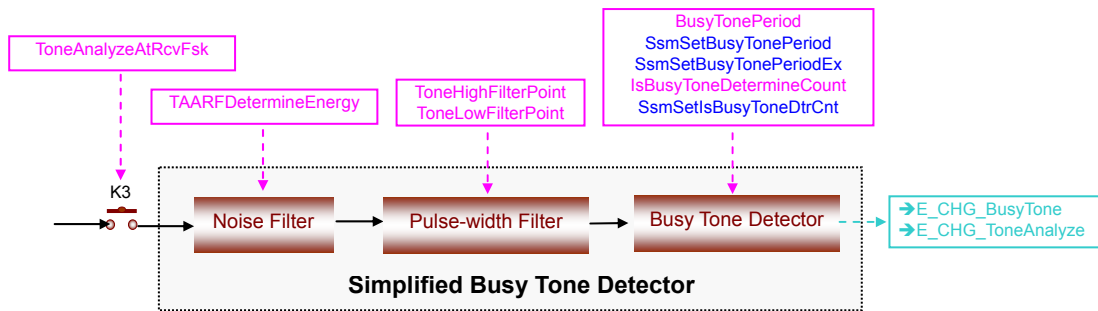 BusyTonePeriod
SsmSetBusyTonePeriod
SsmSetBusyTonePeriodEx
IsBusyToneDetermineCount
SsmSetIsBusyToneDtrCnt
ToneAnalyzeAtRcvFsk
TAARFDetermineEnergy
ToneHighFilterPoint
ToneLowFilterPoint
K3
Noise Filter
Pulse-width Filter
Busy Tone Detector
➔E_CHG_BusyTone
➔E_CHG_ToneAnalyze
Simplified Busy Tone Detector